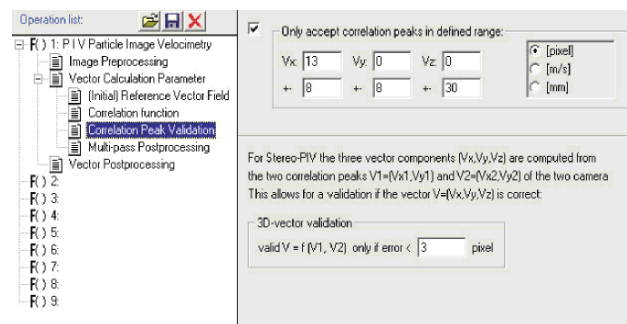 Operation list:
F( ) 1: P I V Particle Image Velocimetry
Image Preprocessing
Vector Calculation Parameter
(Initial) Reference Vector Field
Correlation function
Correlation Peak Validation
Multi-pass Postprocessing
Vector Postprocessing
F( ) 2:
F( ) 3:
F( ) 4:
F( ) 5:
F( ) 6:
F( ) 7:
F( ) 8:
F( ) 9:
Only accept correlation peaks in defined range:
Vx: 13 Vy: 0 Vz: 0
+- 8 +- 8 +- 30
[pixel]
[m/s]
[mm]
For Stereo-PIV the three vector components (Vx,Vy,Vz) are computed from
the two correlation peaks V1=(Vx1,Vy1) and V2=(Vx2,Vy2) of the two camera
This allows for a validation if the vector V=(Vx,Vy,Vz) is correct:
3D-vector validation
valid V = f (V1, V2) only if error < 3 pixel